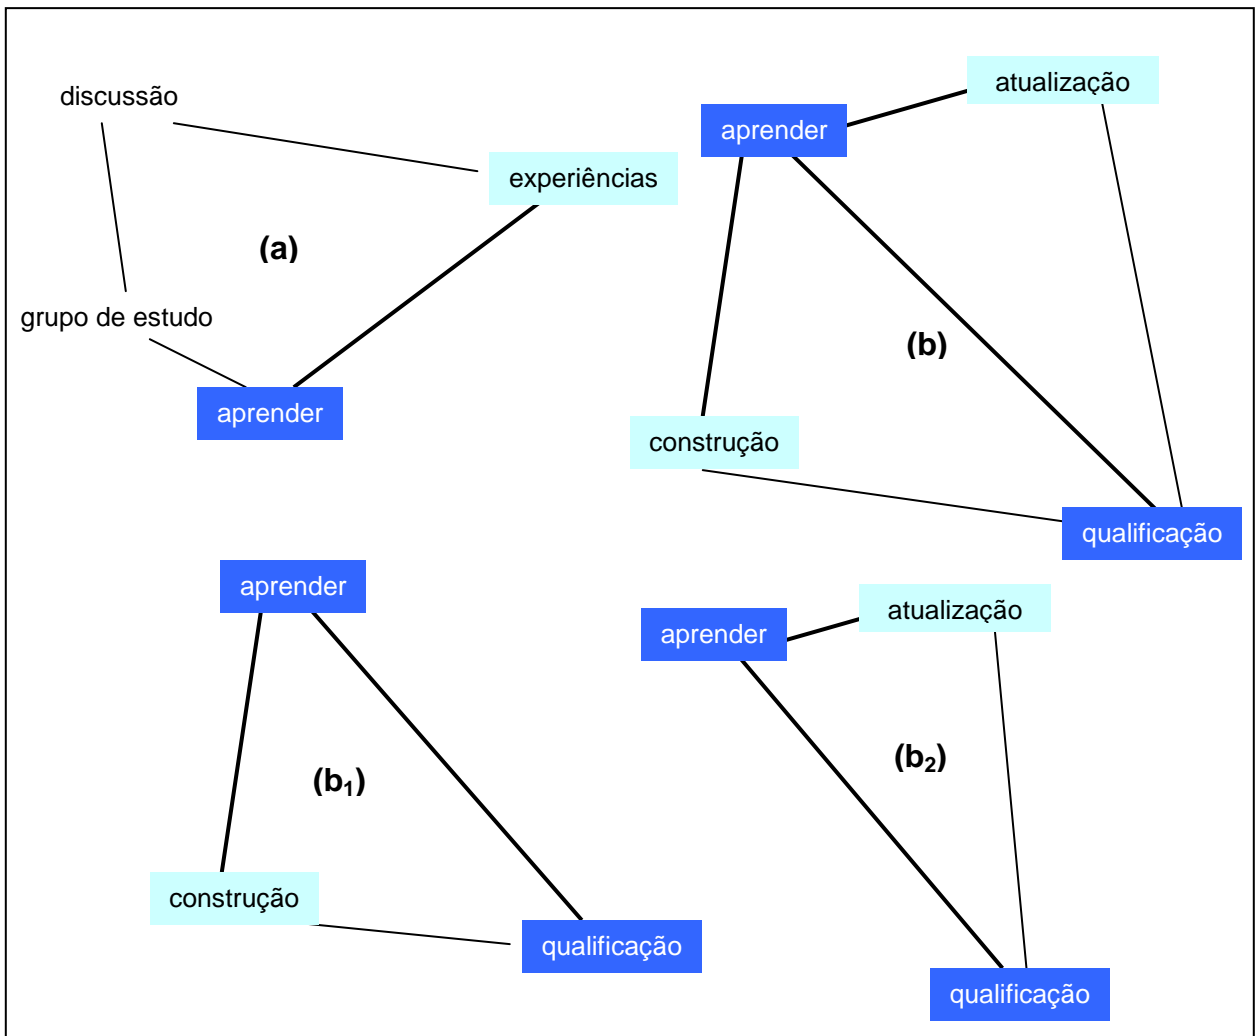 discussão
experiências
(a)
grupo de estudo
aprender
atualização
aprender
(b)
construção
qualificação
aprender
(b₁)
construção
qualificação
atualização
aprender
(b₂)
qualificação